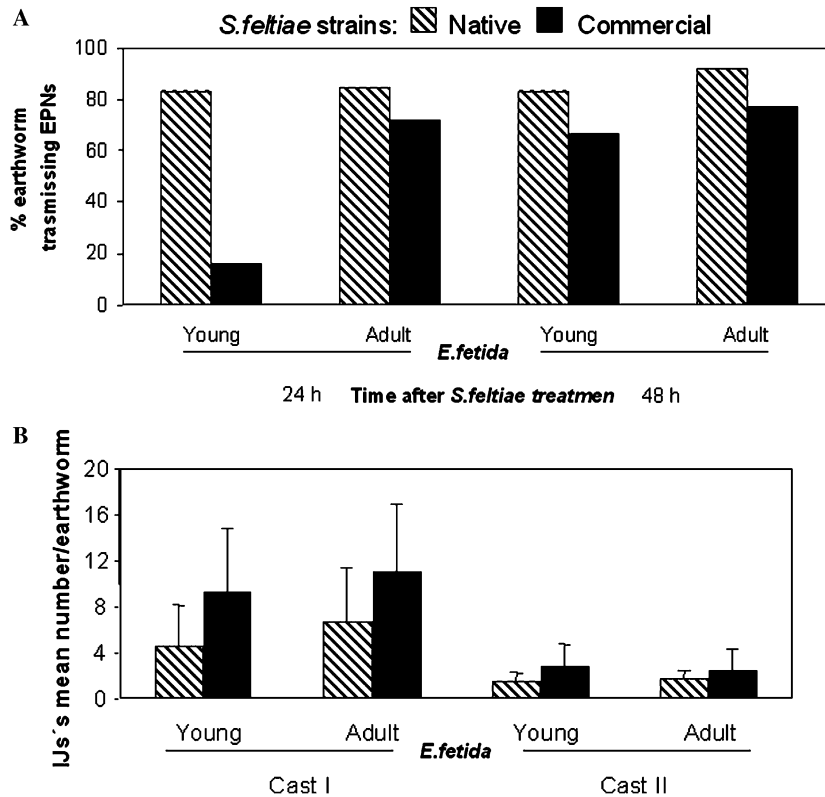 A
S.feltiae strains: Native Commercial
% earthworm
trasmissing EPNs
100
80
60
40
20
0
Young Adult Young Adult
E.fetida
24 h Time after S.feltiae treatmen 48 h
B
IJs´s mean number/earthworm
20
16
12
8
4
0
Young Adult Young Adult
E.fetida
Cast I Cast II